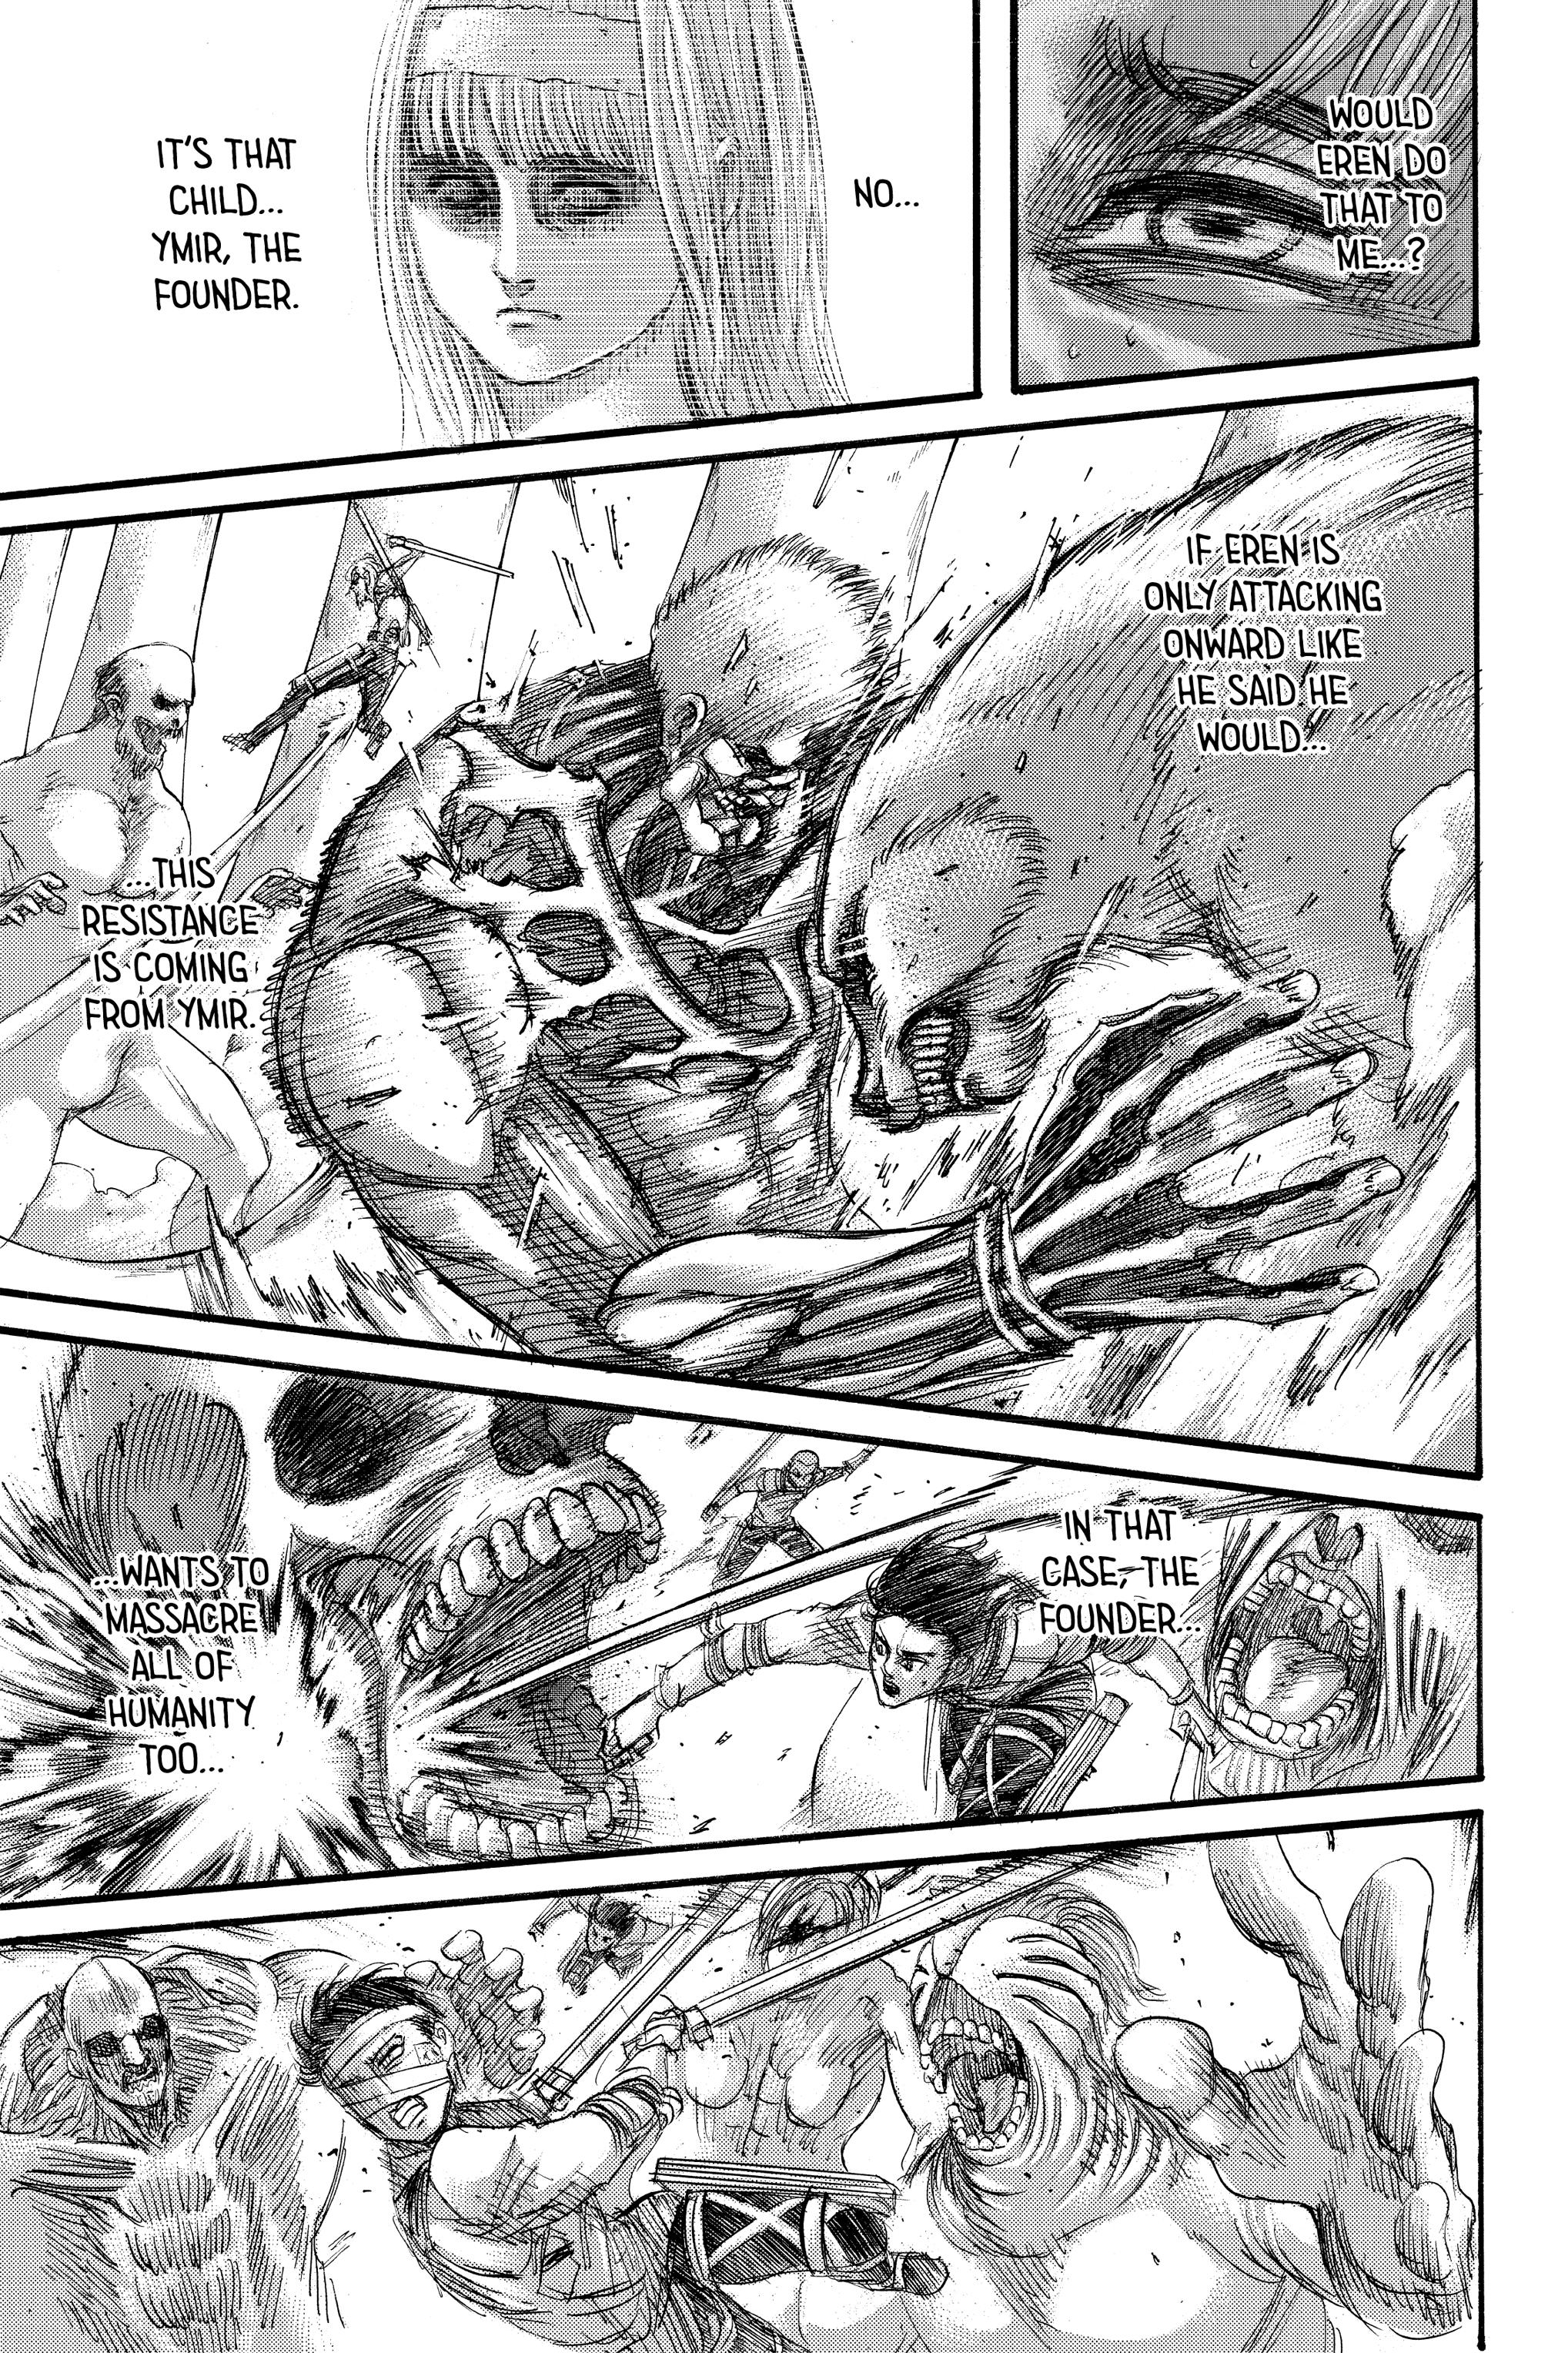 WOULD
EREN DO
THAT TO
ME...?
NO...
IT'S THAT
CHILD...
YMIR, THE
FOUNDER.
IF EREN IS
ONLY ATTACKING
ONWARD LIKE
HE SAID HE
WOULD...
...THIS
RESISTANCE
IS COMING
FROM YMIR.
IN THAT
CASE, THE
FOUNDER...
...WANTS TO
MASSACRE
ALL OF
HUMANITY
TOO...